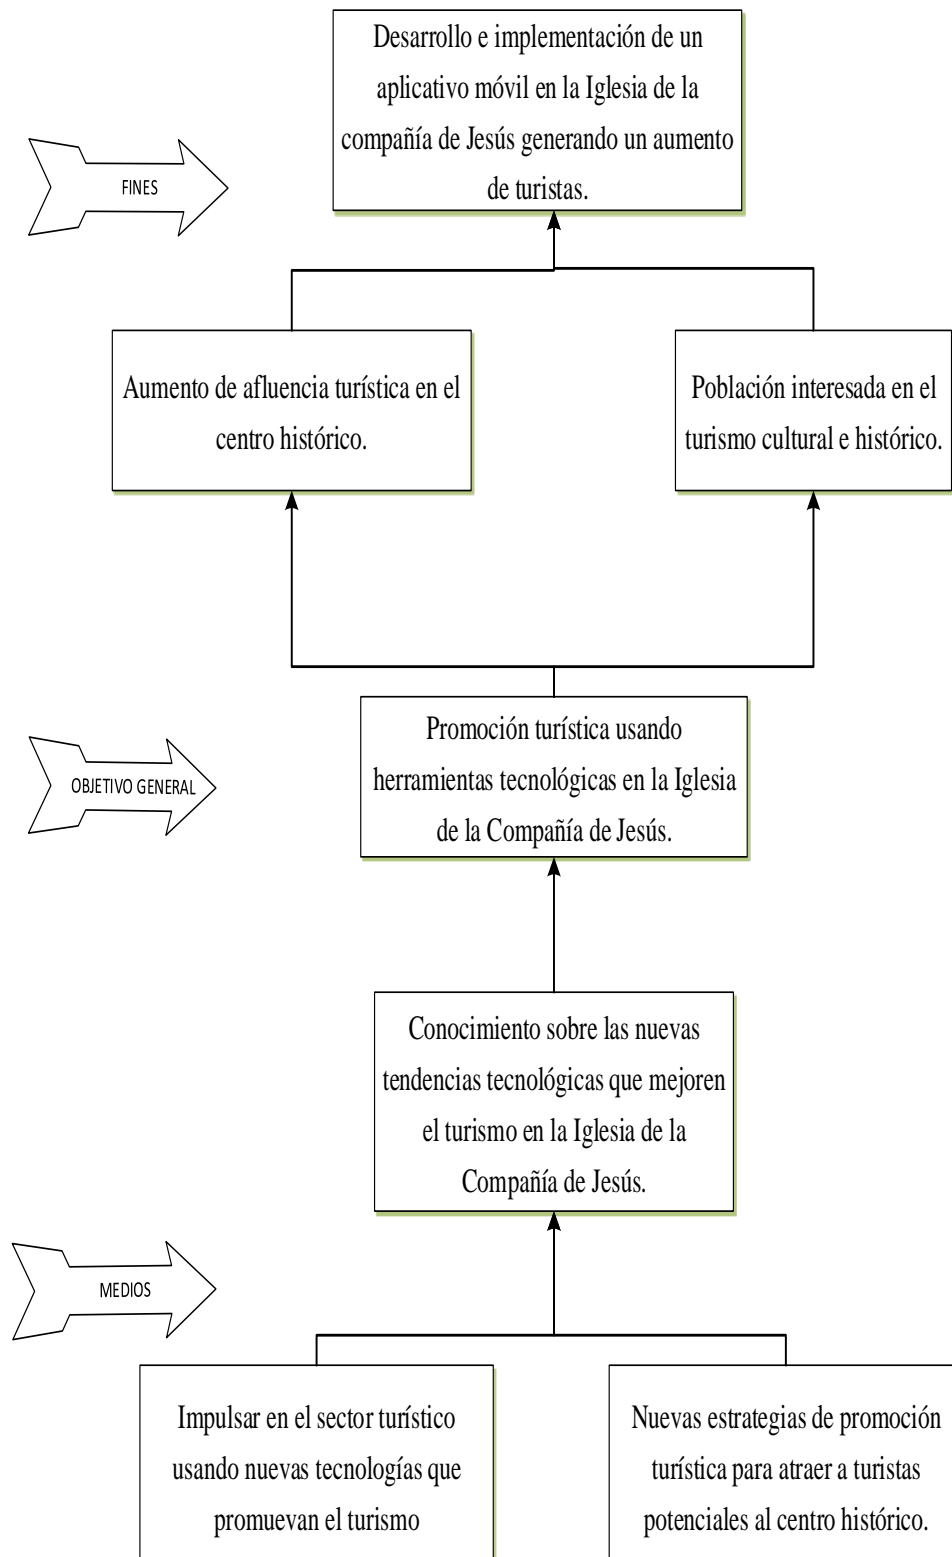 Desarrollo e implementación de un
aplicativo móvil en la Iglesia de la
compañía de Jesús generando un aumento
de turistas.
FINES
Aumento de afluencia turística en el
centro histórico.
Población interesada en el
turismo cultural e histórico.
Promoción turística usando
herramientas tecnológicas en la Iglesia
de la Compañía de Jesús.
OBJETIVO GENERAL
Conocimiento sobre las nuevas
tendencias tecnológicas que mejoren
el turismo en la Iglesia de la
Compañía de Jesús.
MEDIOS
Impulsar en el sector turístico
usando nuevas tecnologías que
promuevan el turismo
Nuevas estrategias de promoción
turística para atraer a turistas
potenciales al centro histórico.